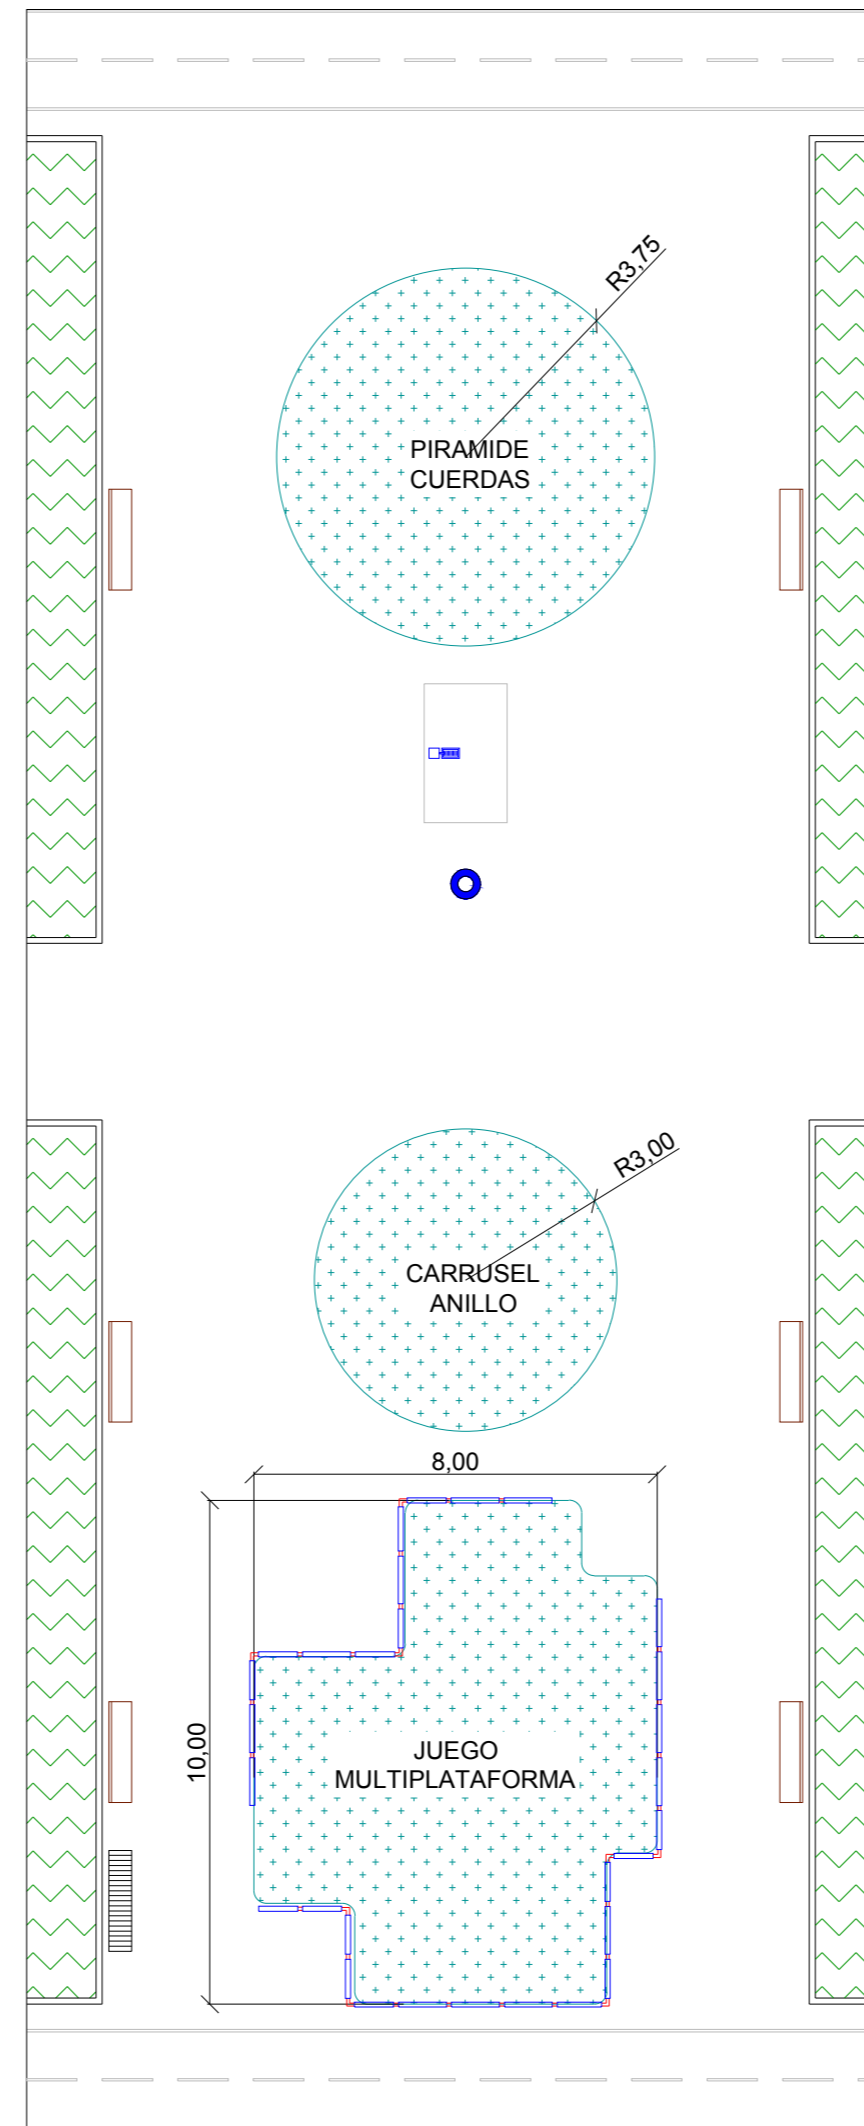 R3,75
PIRAMIDE
CUERDAS
R3,00
CARRUSEL
ANILLO
8,00
10,00
JUEGO
MULTIPLATAFORMA